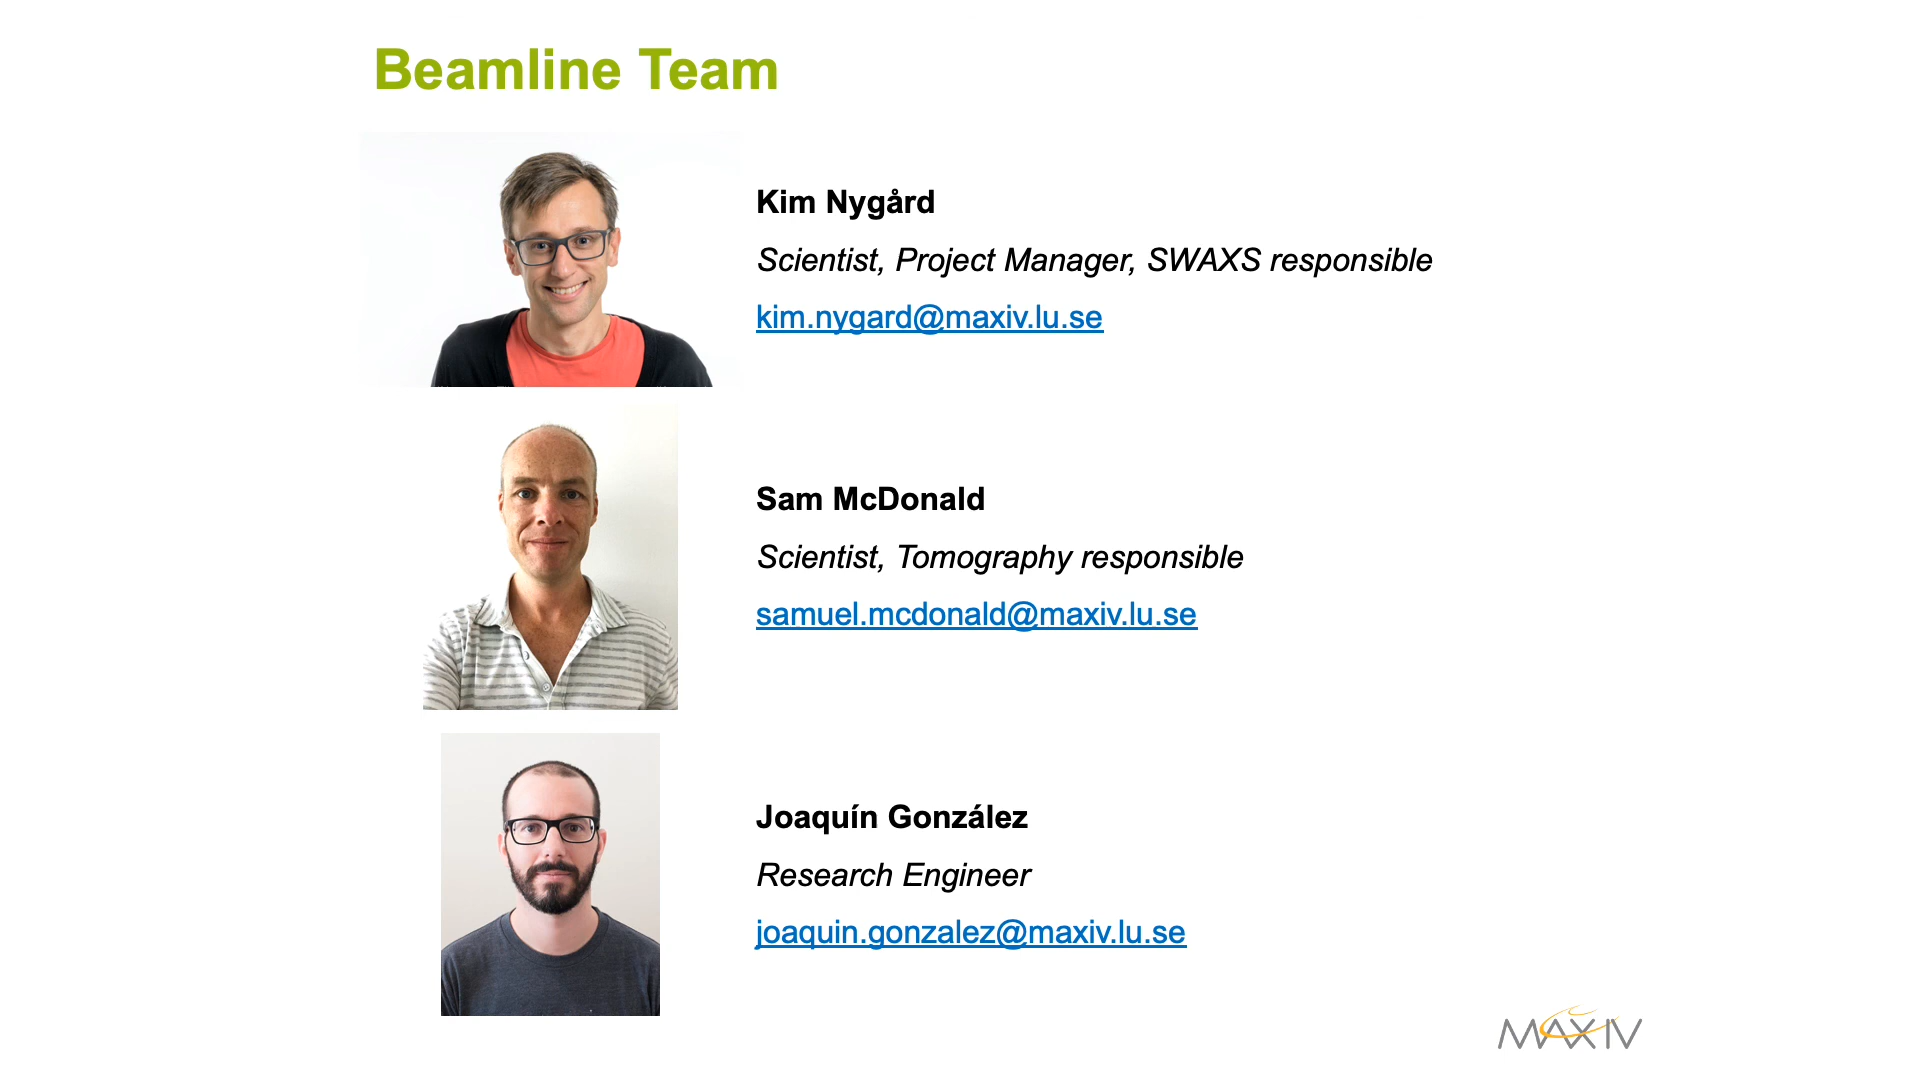 Beamline Team
Kim Nygård
Scientist, Project Manager, SWAXS responsible
kim.nygard@maxiv.lu.se
Sam McDonald
Scientist, Tomography responsible
samuel.mcdonald@maxiv.lu.se
Joaquín González
Research Engineer
joaquin.gonzalez@maxiv.lu.se
MAX IV